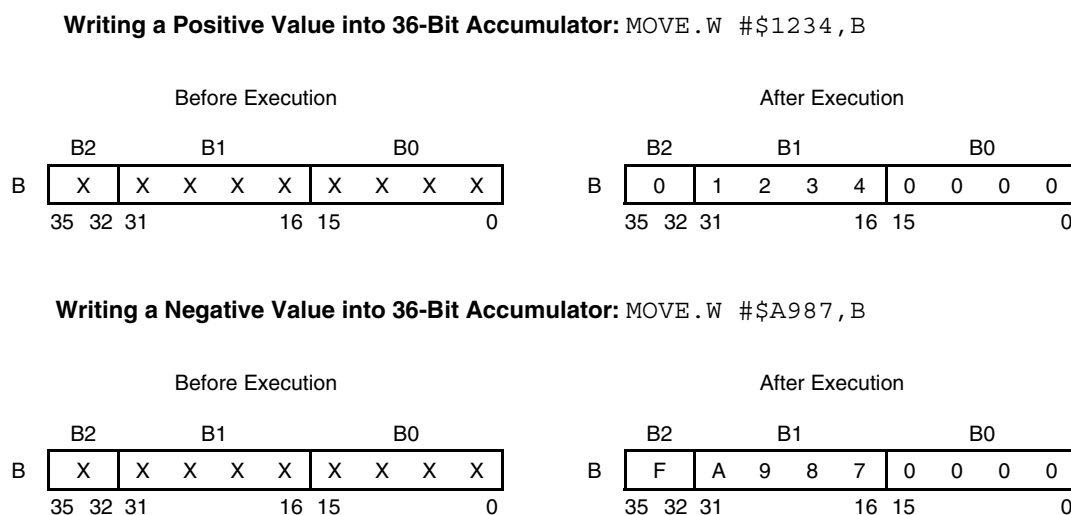 Writing a Positive Value into 36-Bit Accumulator: MOVE.W #$1234,B
Before Execution After Execution
B2 B1 B0 B2 B1 B0
B X X X X X X X X X B 0 1 2 3 4 0 0 0 0
35 32 31 16 15 0 35 32 31 16 15 0
Writing a Negative Value into 36-Bit Accumulator: MOVE.W #$A987,B
Before Execution After Execution
B2 B1 B0 B2 B1 B0
B X X X X X X X X X B F A 9 8 7 0 0 0 0
35 32 31 16 15 0 35 32 31 16 15 0